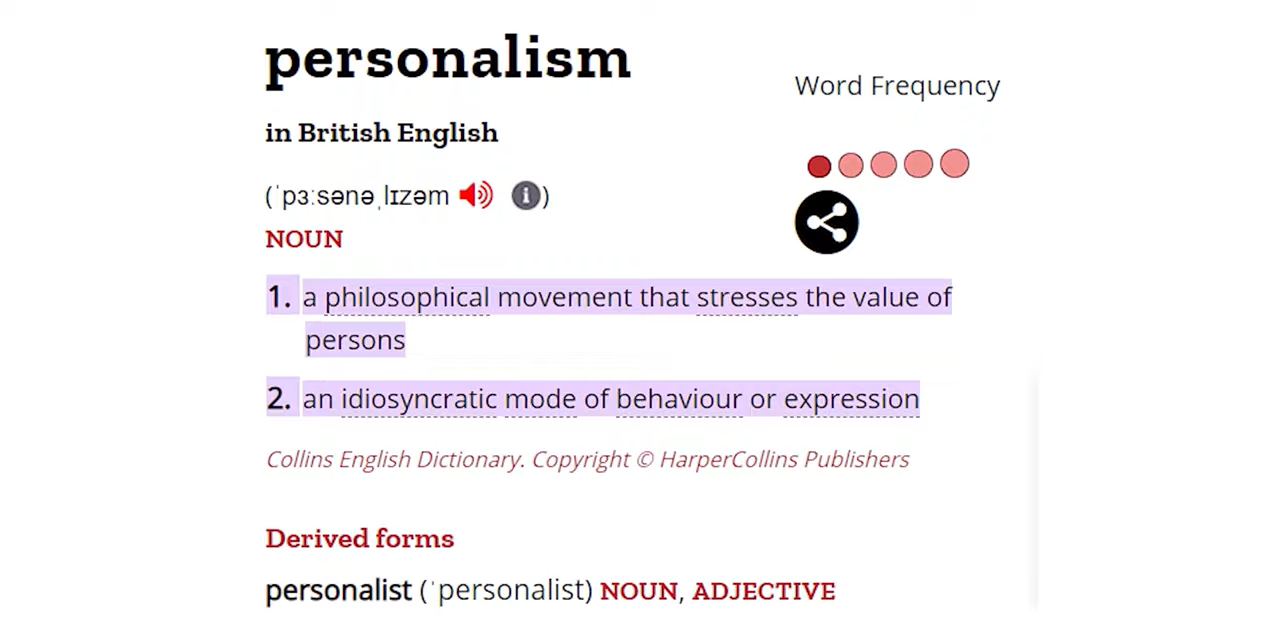 personalism
Word Frequency
in British English
(ˈpɜːsənəˌlɪzəm i)
NOUN
1. a philosophical movement that stresses the value of
persons
2. an idiosyncratic mode of behaviour or expression
Collins English Dictionary. Copyright © HarperCollins Publishers
Derived forms
personalist (ˈpersonalist) NOUN, ADJECTIVE